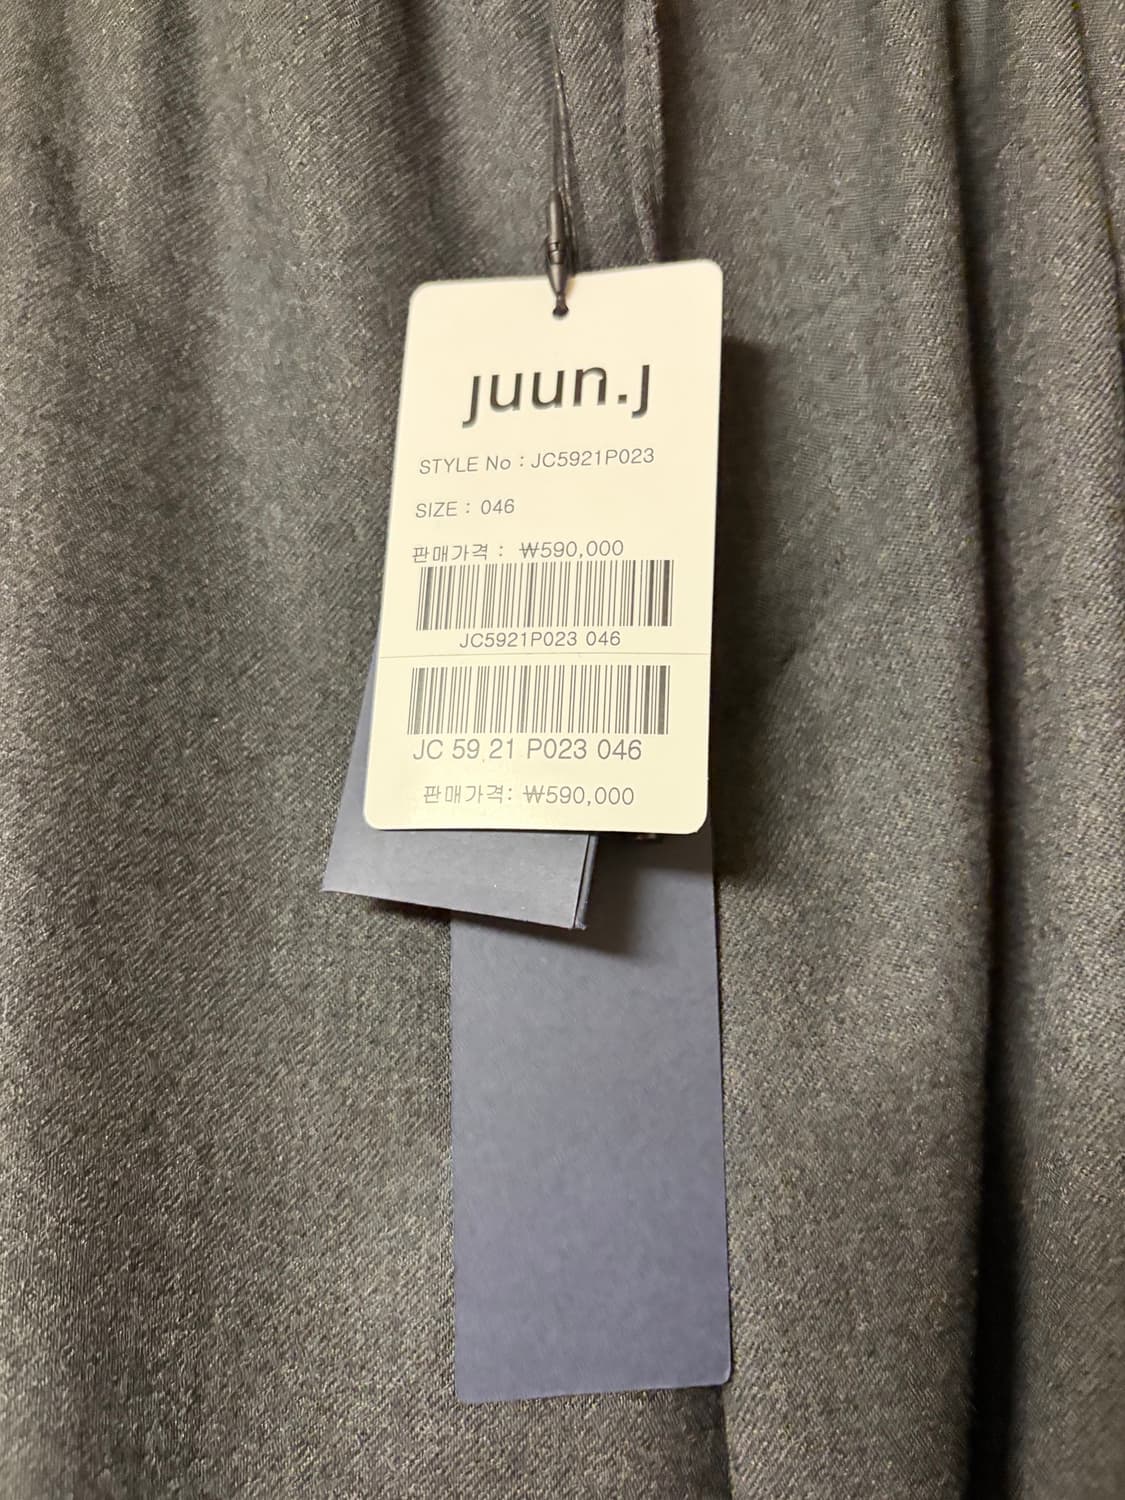 juun.j
STYLE No : JC5921P023
SIZE : 046
판매가격 : ₩590,000
JC5921P023 046
JC 59 21 P023 046
판매가격: ₩590,000